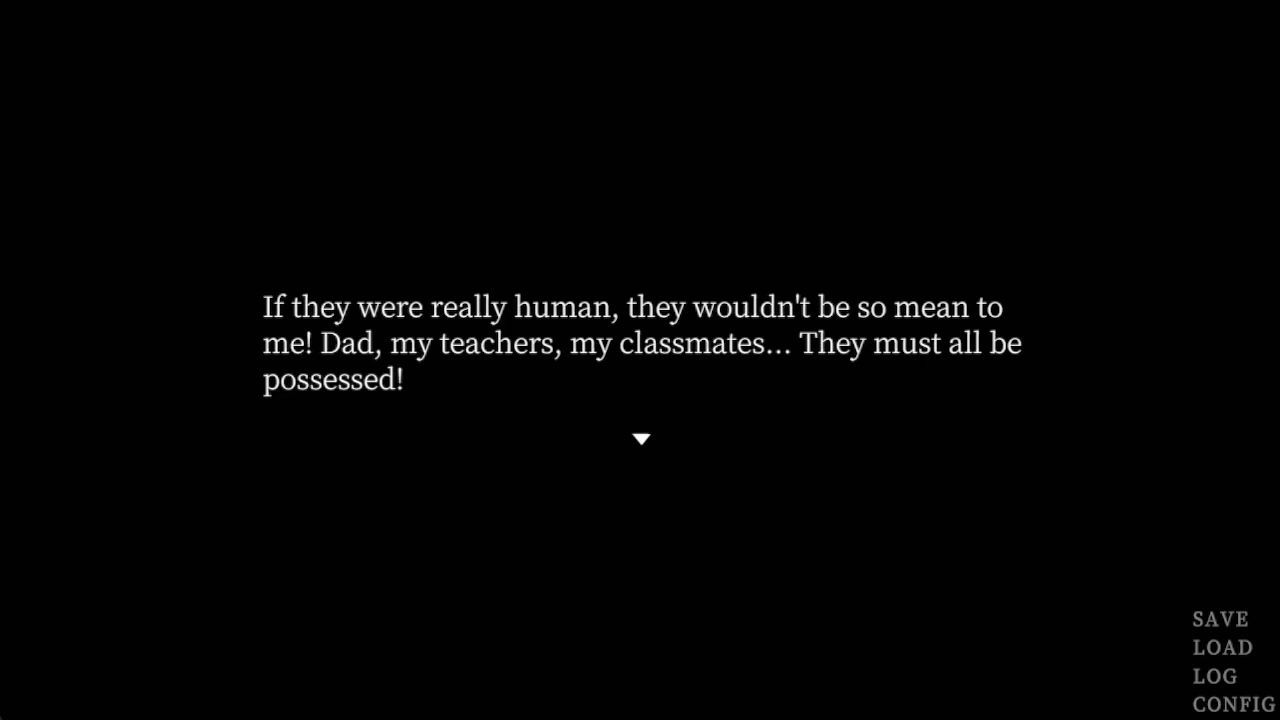 If they were really human, they wouldn't be so mean to
me! Dad, my teachers, my classmates... They must all be
possessed!
SAVE
LOAD
LOG
CONFIG